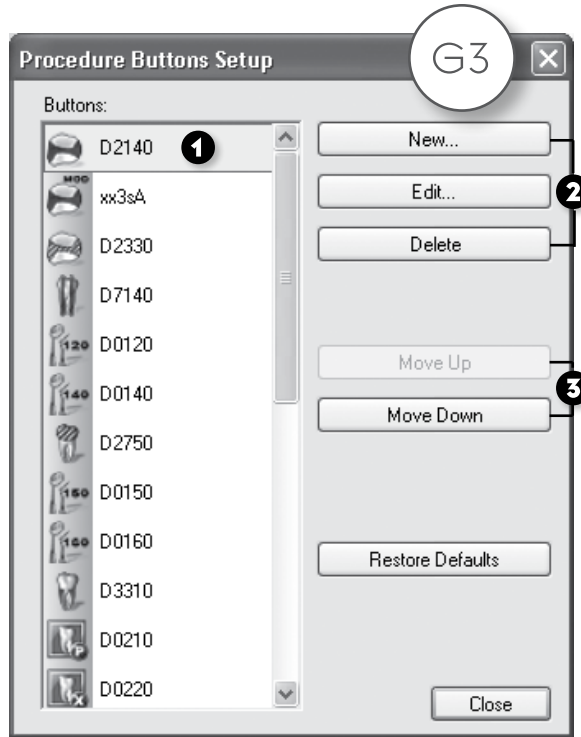 Procedure Buttons Setup
G3
Buttons:
D2140
1
MOD
xx3sA
D2330
D7140
120 D0120
140 D0140
D2750
150 D0150
160 D0160
D3310
P D0210
X D0220
New...
Edit...
2
Delete
Move Up
3
Move Down
Restore Defaults
Close